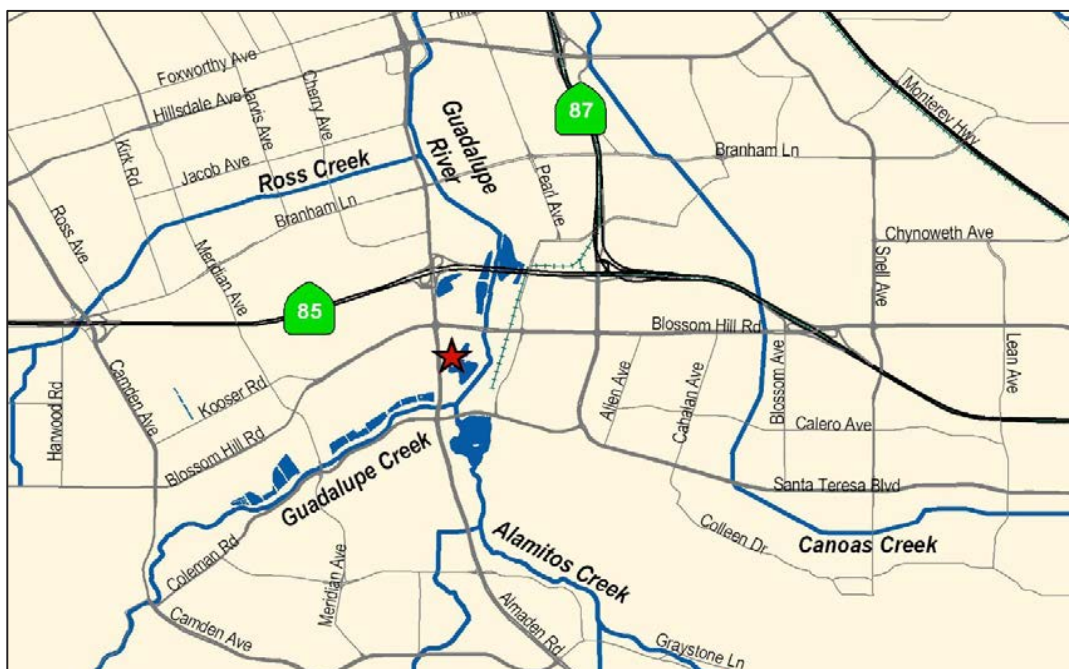 Foxworthy Ave
Hillsdale Ave
Jarvis Ave
Cherry Ave
Kirk Rd
Jacob Ave
Ross Creek
Guadalupe
River
87
Pearl Ave
Monterey Hwy
Branham Ln
Branham Ln
Ross Ave
Meridian Ave
Chynoweth Ave
Snell Ave
85
Blossom Hill Rd
Lean Ave
Camden Ave
Harwood Rd
Kooser Rd
Allen Ave
Cahalan Ave
Blossom Ave
Calero Ave
Blossom Hill Rd
Guadalupe Creek
Santa Teresa Blvd
Colleen Dr
Canoas Creek
Coleman Rd
Meridian Ave
Alamitos Creek
Almaden Rd
Camden Ave
Graystone Ln